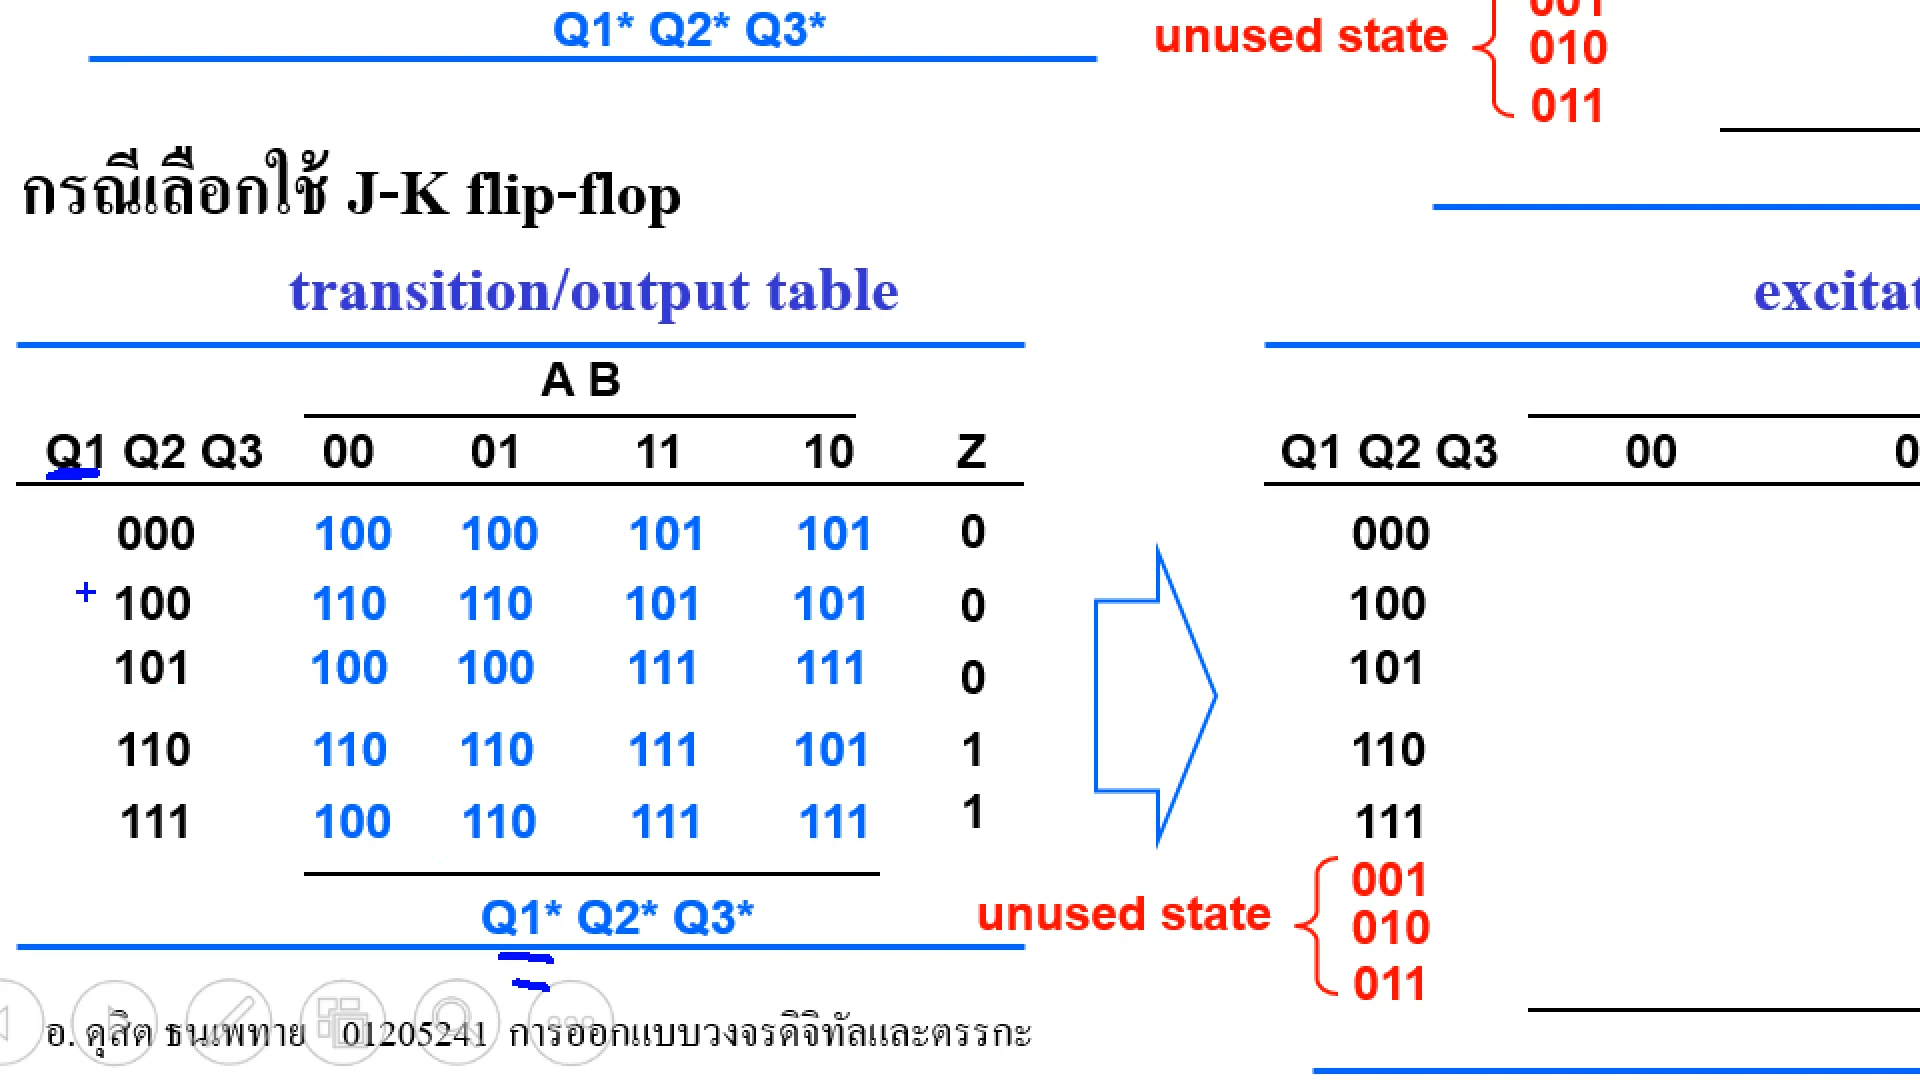 Q1* Q2* Q3*
unused state
001
010
011
กรณีเลือกใช้ J-K flip-flop
transition/output table
excitat
A B
Q1 Q2 Q3 00 01 11 10 Z
000 100 100 101 101 0
100 110 110 101 101 0
101 100 100 111 111 0
110 110 110 111 101 1
111 100 110 111 111 1
Q1* Q2* Q3*
Q1 Q2 Q3 00 0
000
100
101
110
111
unused state
001
010
011
อ. ดุสิต ธนเพทาย 01205241 การออกแบบวงจรดิจิทัลและตรรกะ